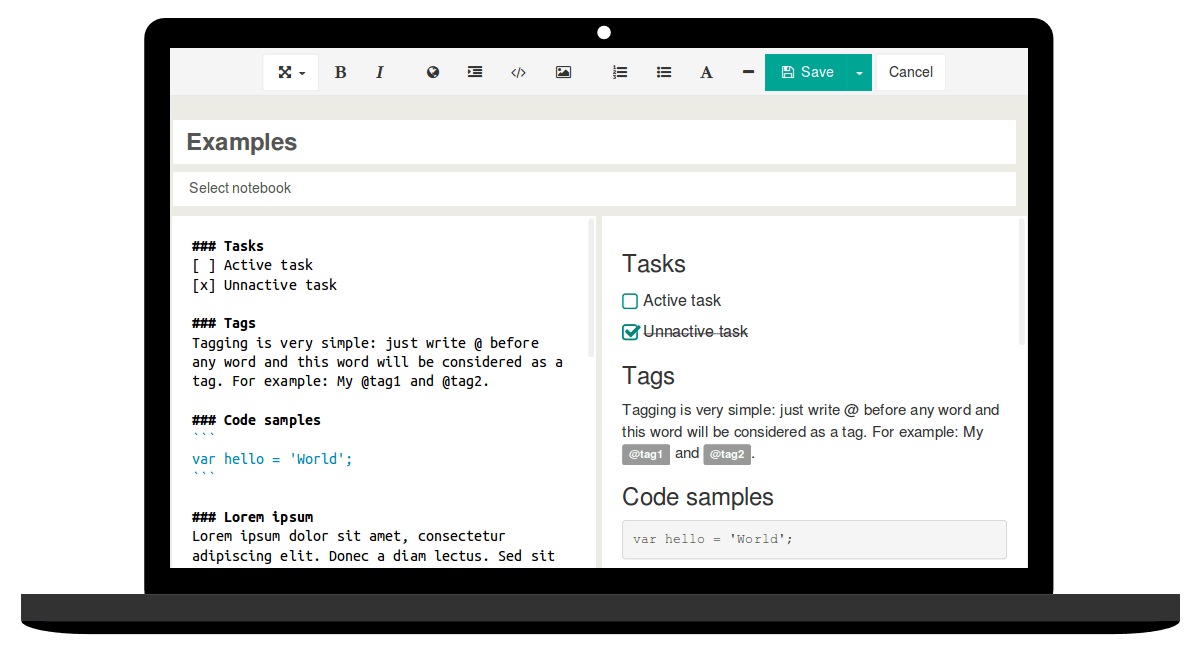 B I A Save Cancel
Examples
Select notebook
### Tasks
[ ] Active task
[x] Unnactive task
### Tags
Tagging is very simple: just write @ before
any word and this word will be considered as a
tag. For example: My @tag1 and @tag2.
### Code samples
```
var hello = 'World';
```
### Lorem ipsum
Lorem ipsum dolor sit amet, consectetur
adipiscing elit. Donec a diam lectus. Sed sit
Tasks
Active task
Unnactive task
Tags
Tagging is very simple: just write @ before any word and
this word will be considered as a tag. For example: My
@tag1 and @tag2.
Code samples
var hello = 'World';